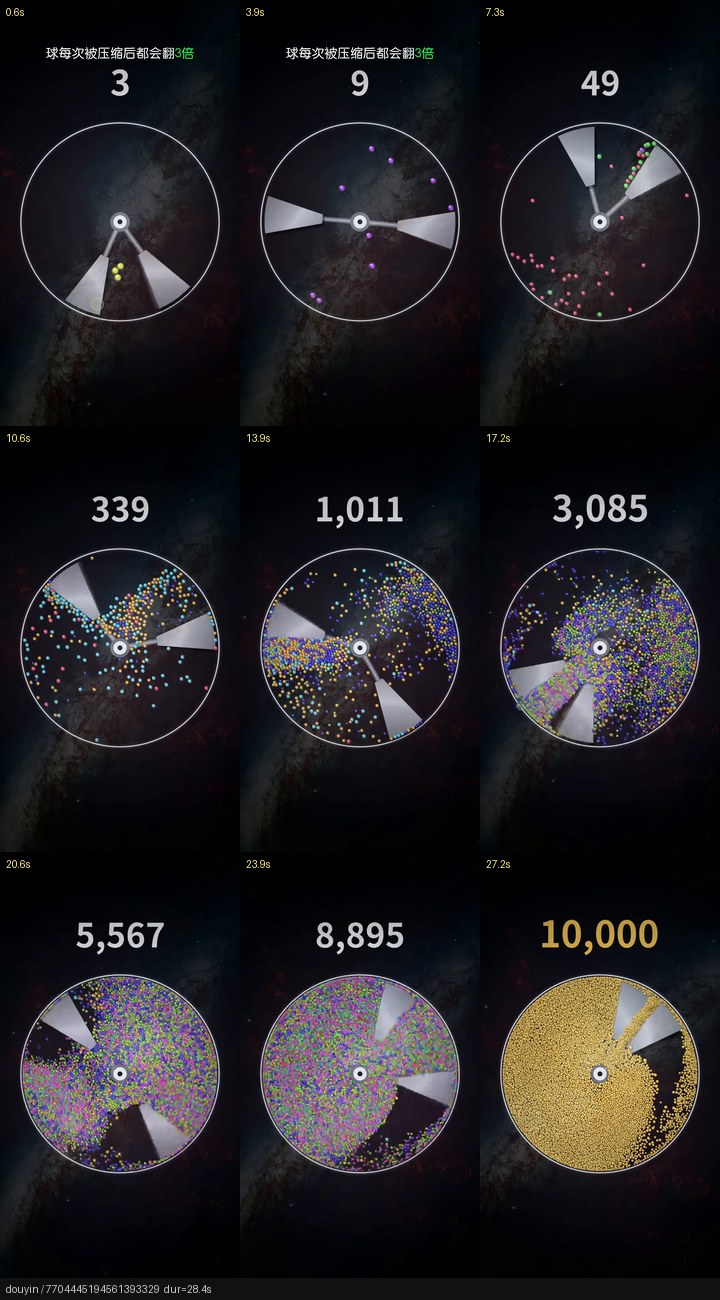 0.6s
球每次被压缩后都会翻3倍
3
3.9s
球每次被压缩后都会翻3倍
9
7.3s
49
10.6s
339
13.9s
1,011
17.2s
3,085
20.6s
5,567
23.9s
8,895
27.2s
10,000
douyin / 7704445194561393329 dur=28.4s